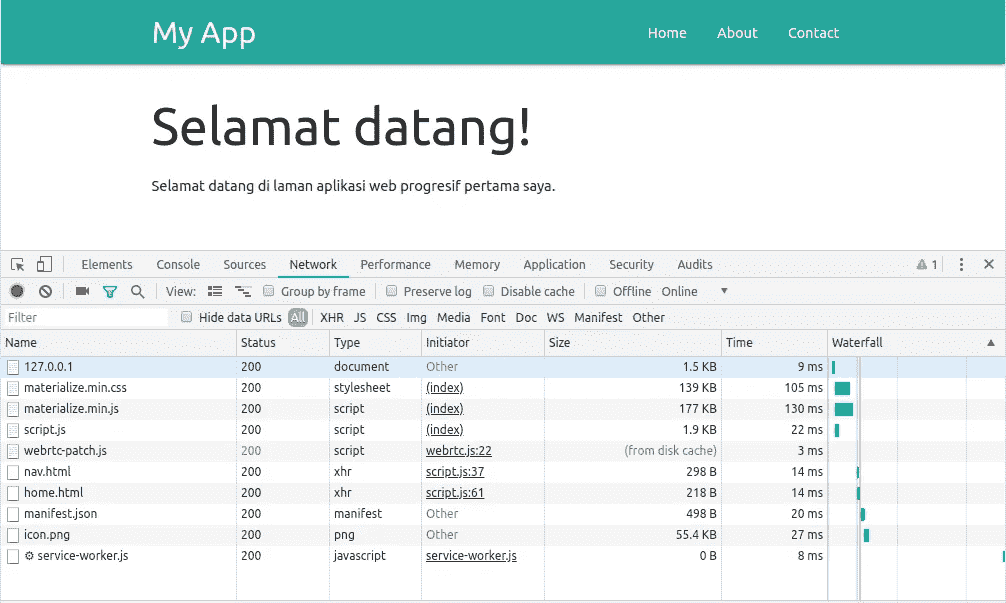 My App Home About Contact
Selamat datang!
Selamat datang di laman aplikasi web progresif pertama saya.
Elements Console Sources Network Performance Memory Application Security Audits 1
View: Group by frame Preserve log Disable cache Offline Online
Filter Hide data URLs All XHR JS CSS Img Media Font Doc WS Manifest Other
Name Status Type Initiator Size Time Waterfall
127.0.0.1 200 document Other 1.5 KB 9 ms
materialize.min.css 200 stylesheet (index) 139 KB 105 ms
materialize.min.js 200 script (index) 177 KB 130 ms
script.js 200 script (index) 1.9 KB 22 ms
webrtc-patch.js 200 script webrtc.js:22 (from disk cache) 3 ms
nav.html 200 xhr script.js:37 298 B 14 ms
home.html 200 xhr script.js:61 218 B 14 ms
manifest.json 200 manifest Other 498 B 20 ms
icon.png 200 png Other 55.4 KB 27 ms
service-worker.js 200 javascript service-worker.js 0 B 8 ms